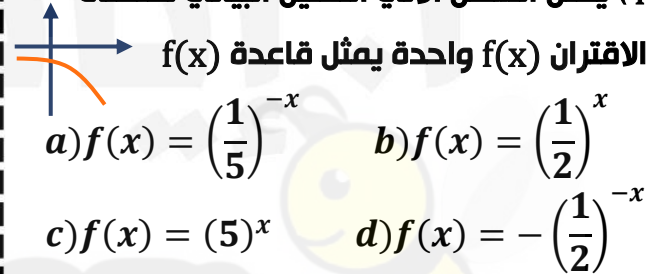 الاقتران f(x) واحدة يمثل قاعدة f(x)
a) f(x) = (1/5)^{-x}   b) f(x) = (1/2)^{x}
c) f(x) = (5)^{x}   d) f(x) = -(1/2)^{-x}